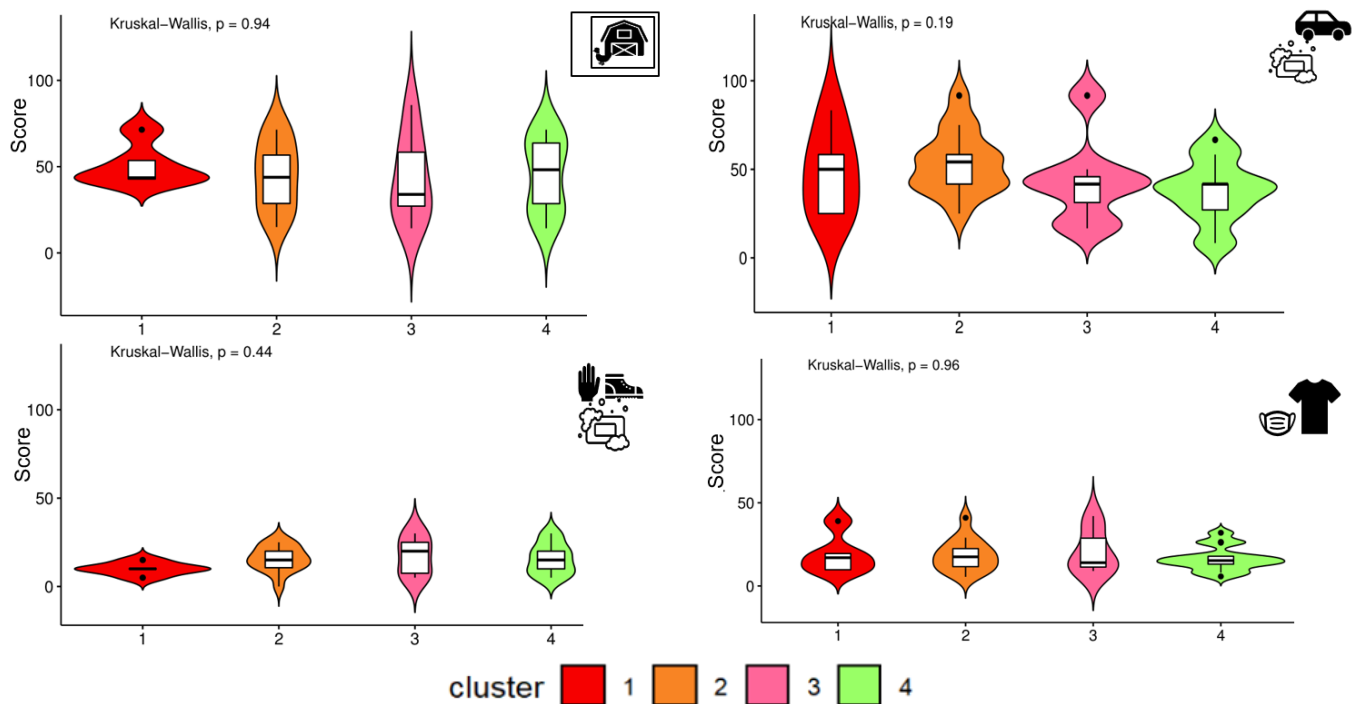 Kruskal−Wallis, p = 0.94
Score
100
50
0
1 2 3 4
Kruskal−Wallis, p = 0.19
Score
100
50
0
1 2 3 4
Kruskal−Wallis, p = 0.44
Score
100
50
0
1 2 3 4
Kruskal−Wallis, p = 0.96
Score
100
50
0
1 2 3 4
cluster 1 2 3 4